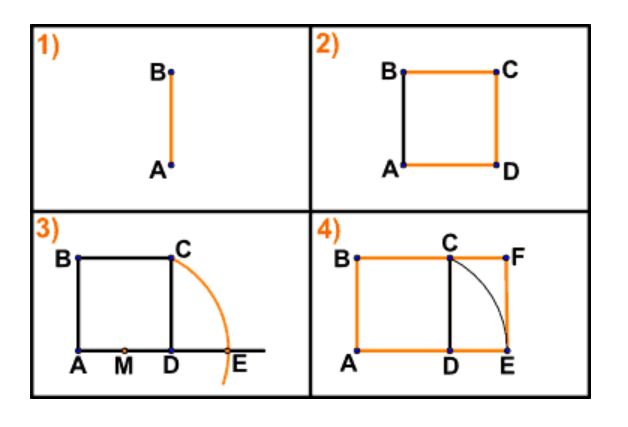 1) 2)
B B C
A A D
3) 4)
B C B C F
A M D E A D E